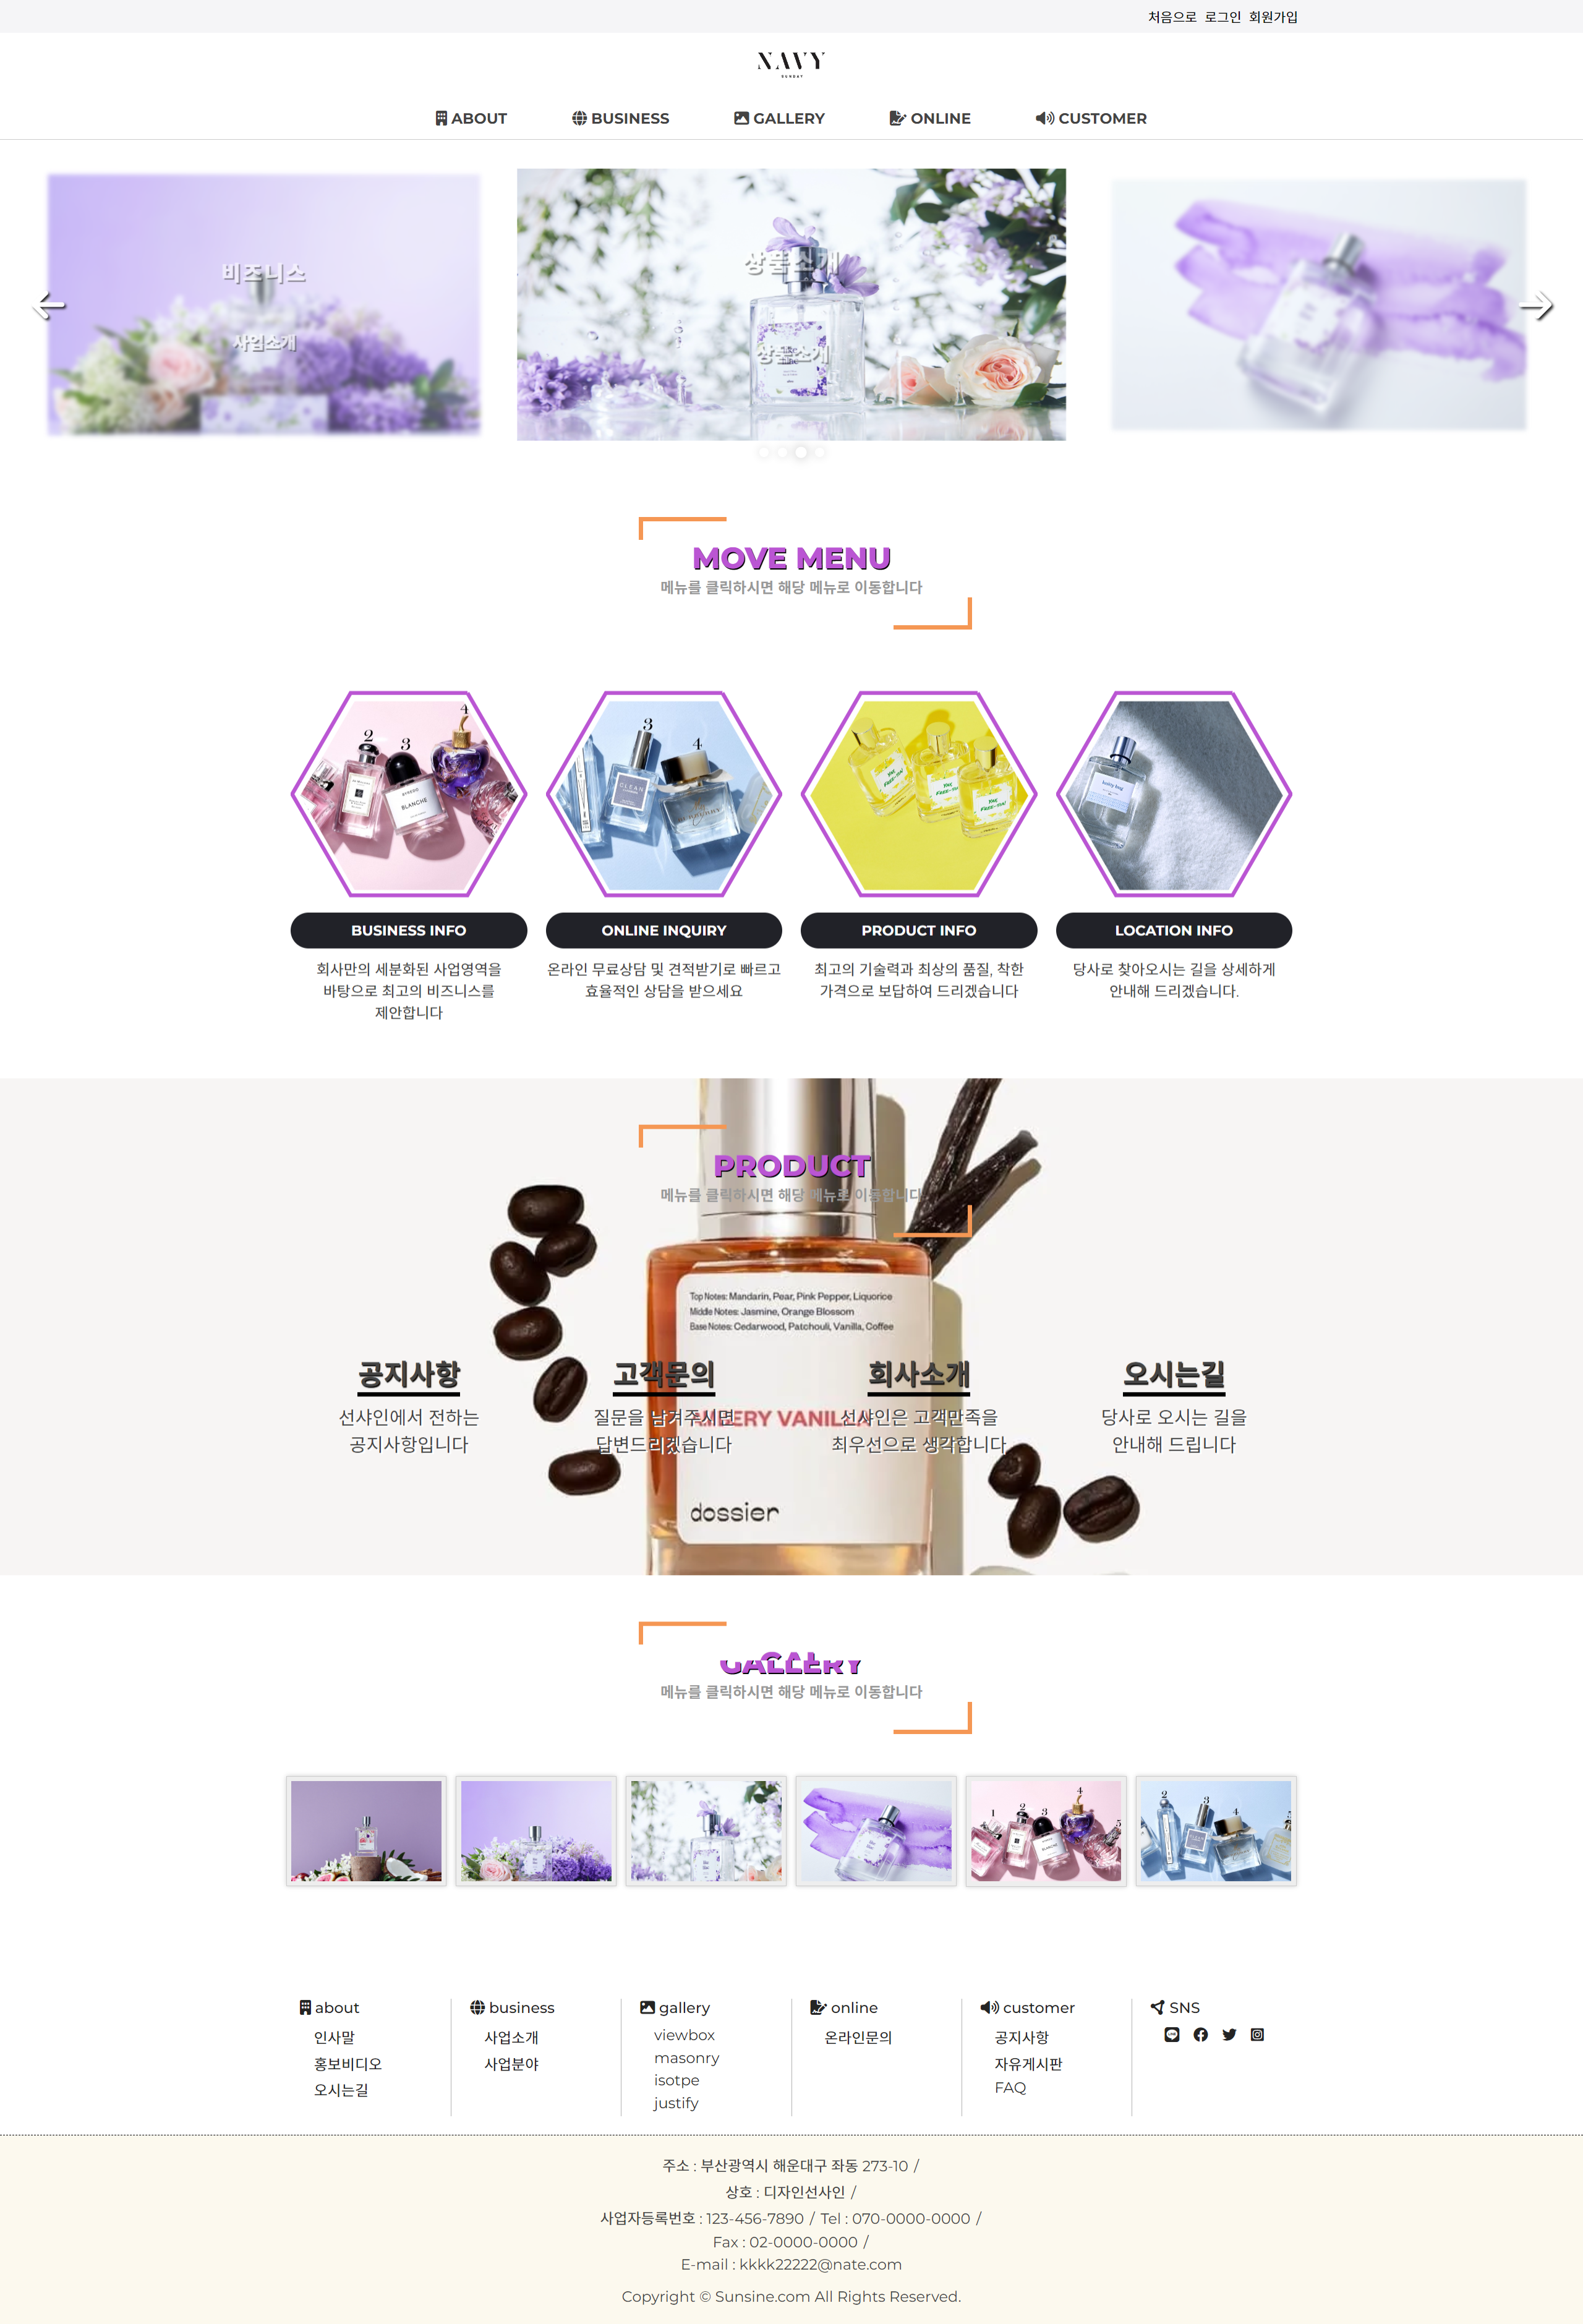 처음으로 로그인 회원가입
NAVY
SUNDAY
ABOUT BUSINESS GALLERY ONLINE CUSTOMER
비즈니스
사업소개
상품소개
상품소개
MOVE MENU
메뉴를 클릭하시면 해당 메뉴로 이동합니다
2 3 4
BLANCHE
3 4
CLEAN
BUSINESS INFO
회사만의 세분화된 사업영역을
바탕으로 최고의 비즈니스를
제안합니다
ONLINE INQUIRY
온라인 무료상담 및 견적받기로 빠르고
효율적인 상담을 받으세요
PRODUCT INFO
최고의 기술력과 최상의 품질, 착한
가격으로 보답하여 드리겠습니다
LOCATION INFO
당사로 찾아오시는 길을 상세하게
안내해 드리겠습니다.
PRODUCT
메뉴를 클릭하시면 해당 메뉴로 이동합니다
Top Notes: Mandarin, Pear, Pink Pepper, Liquorice
Middle Notes: Jasmine, Orange Blossom
Base Notes: Cedarwood, Patchouli, Vanilla, Coffee
VANILLA
dossier
공지사항
선샤인에서 전하는
공지사항입니다
고객문의
질문을 남겨주시면
답변드리겠습니다
회사소개
선샤인은 고객만족을
최우선으로 생각합니다
오시는길
당사로 오시는 길을
안내해 드립니다
GALLERY
메뉴를 클릭하시면 해당 메뉴로 이동합니다
1 2 3 4 5
2 3 4
about
인사말
홍보비디오
오시는길
business
사업소개
사업분야
gallery
viewbox
masonry
isotpe
justify
online
온라인문의
customer
공지사항
자유게시판
FAQ
SNS
주소 : 부산광역시 해운대구 좌동 273-10 /
상호 : 디자인선사인 /
사업자등록번호 : 123-456-7890 / Tel : 070-0000-0000 /
Fax : 02-0000-0000 /
E-mail : kkkk22222@nate.com
Copyright © Sunsine.com All Rights Reserved.